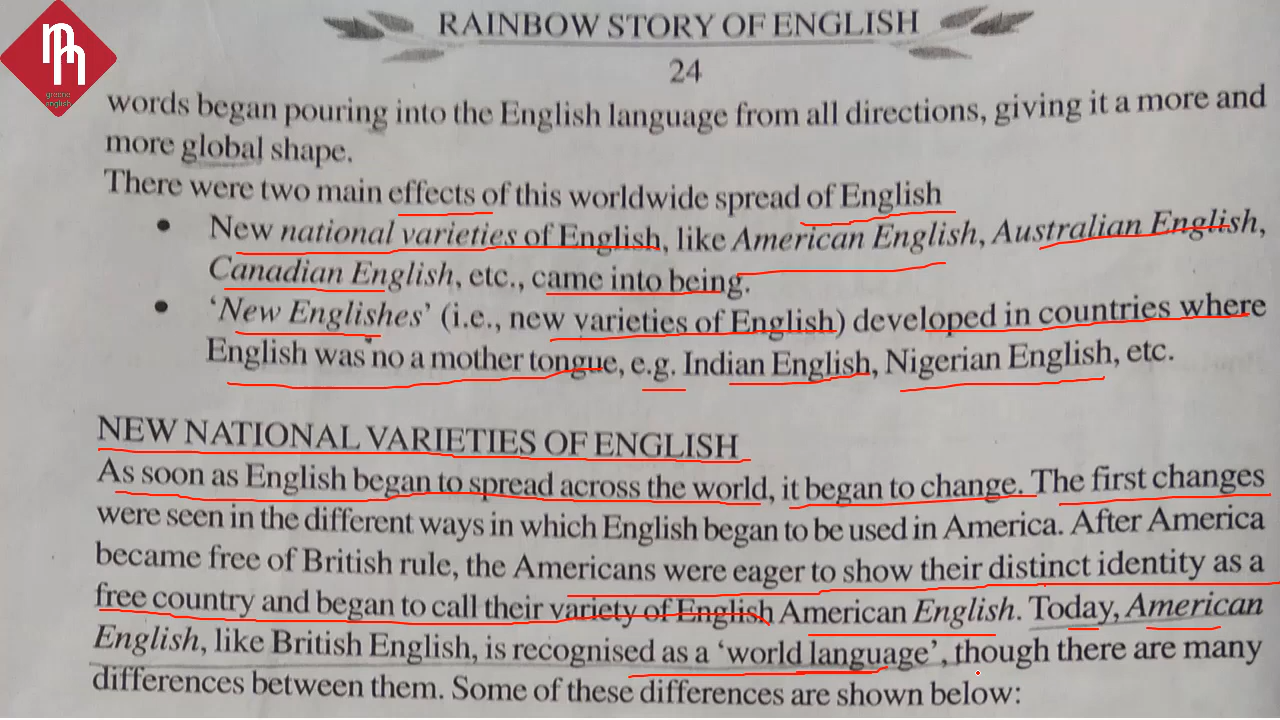 RAINBOW STORY OF ENGLISH
24
greene
english
words began pouring into the English language from all directions, giving it a more and
more global shape.
There were two main effects of this worldwide spread of English
• New national varieties of English, like American English, Australian English,
Canadian English, etc., came into being.
• ‘New Englishes’ (i.e., new varieties of English) developed in countries where
English was no a mother tongue, e.g. Indian English, Nigerian English, etc.
NEW NATIONAL VARIETIES OF ENGLISH
As soon as English began to spread across the world, it began to change. The first changes
were seen in the different ways in which English began to be used in America. After America
became free of British rule, the Americans were eager to show their distinct identity as a
free country and began to call their variety of English American English. Today, American
English, like British English, is recognised as a ‘world language’, though there are many
differences between them. Some of these differences are shown below: